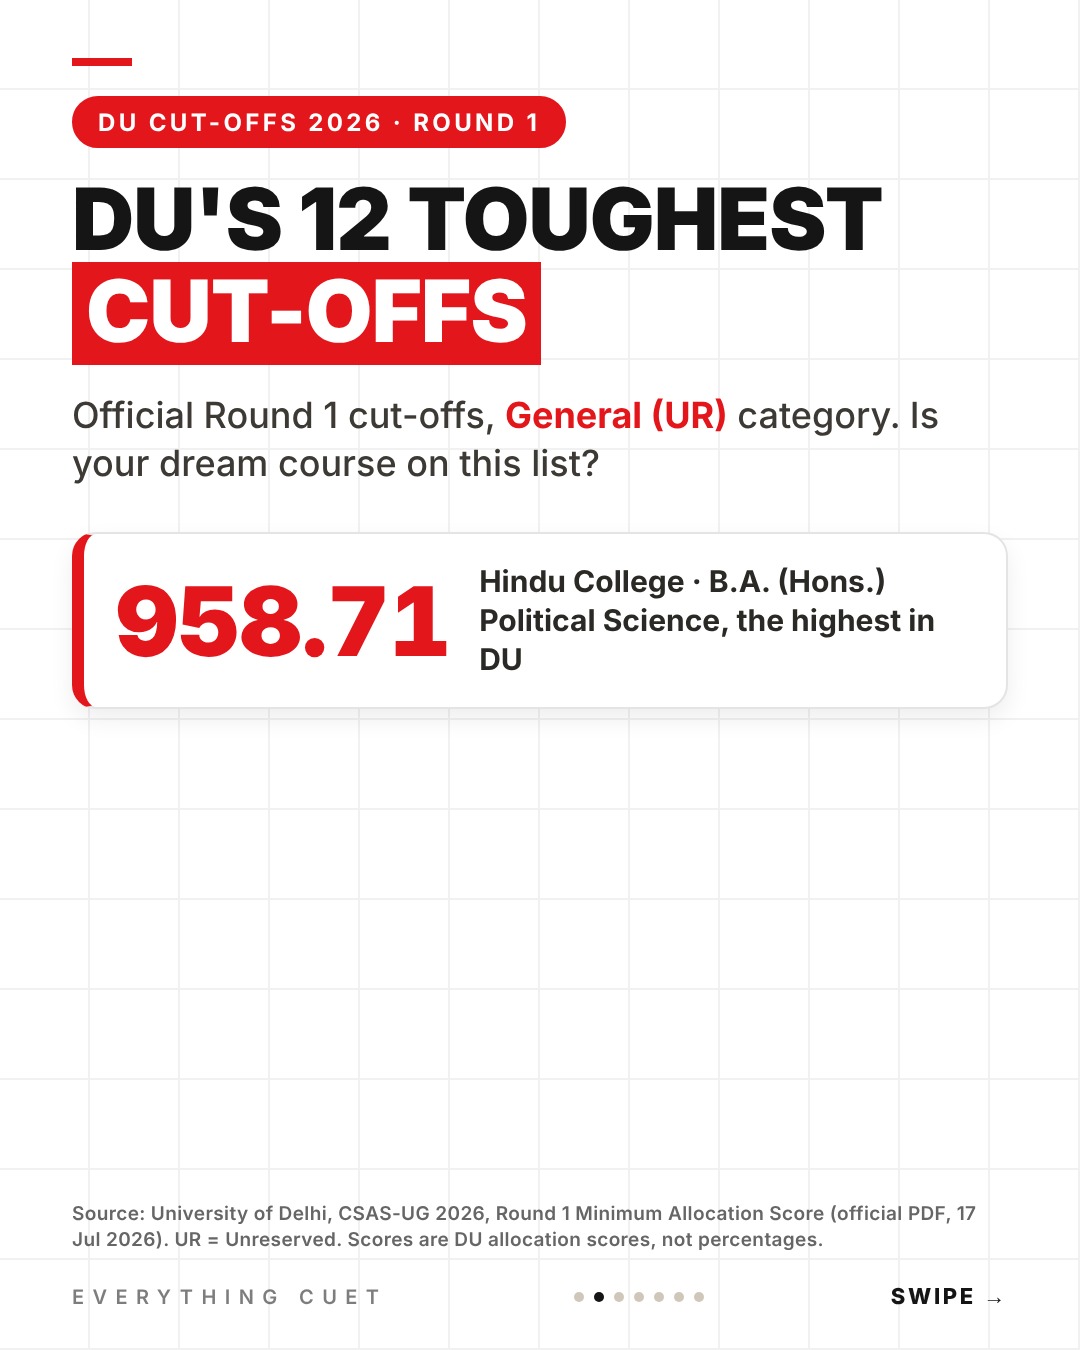 DU CUT-OFFS 2026 · ROUND 1
DU'S 12 TOUGHEST
CUT-OFFS
Official Round 1 cut-offs, General (UR) category. Is
your dream course on this list?
958.71
Hindu College · B.A. (Hons.)
Political Science, the highest in
DU
Source: University of Delhi, CSAS-UG 2026, Round 1 Minimum Allocation Score (official PDF, 17
Jul 2026). UR = Unreserved. Scores are DU allocation scores, not percentages.
EVERYTHING CUET
SWIPE →